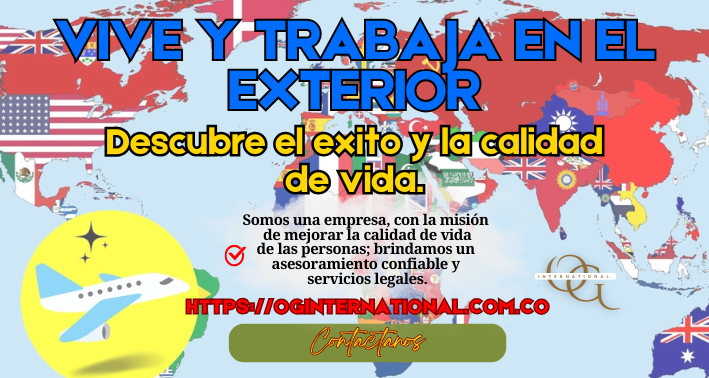 VIVE Y TRABAJA EN EL
EXTERIOR
Descubre el exito y la calidad
de vida.
Somos una empresa, con la misión
de mejorar la calidad de vida
de las personas; brindamos un
asesoramiento confiable y
servicios legales.
OG
INTERNATIONAL
HTTPS://OGINTERNATIONAL.COM.CO
Contactanos